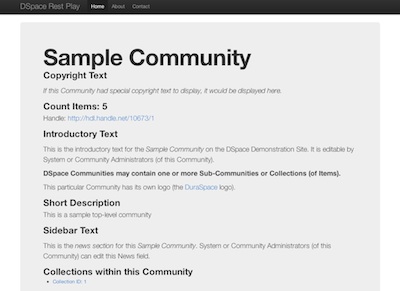 DSpace Rest Play Home About Contact
Sample Community
Copyright Text
If this Community had special copyright text to display, it would be displayed here.
Count Items: 5
Handle: http://hdl.handle.net/10673/1
Introductory Text
This is the introductory text for the Sample Community on the DSpace Demonstration Site. It is editable by
System or Community Administrators (of this Community).
DSpace Communities may contain one or more Sub-Communities or Collections (of Items).
This particular Community has its own logo (the DuraSpace logo).
Short Description
This is a sample top-level community
Sidebar Text
This is the news section for this Sample Community. System or Community Administrators (of this
Community) can edit this News field.
Collections within this Community
Collection ID: 1